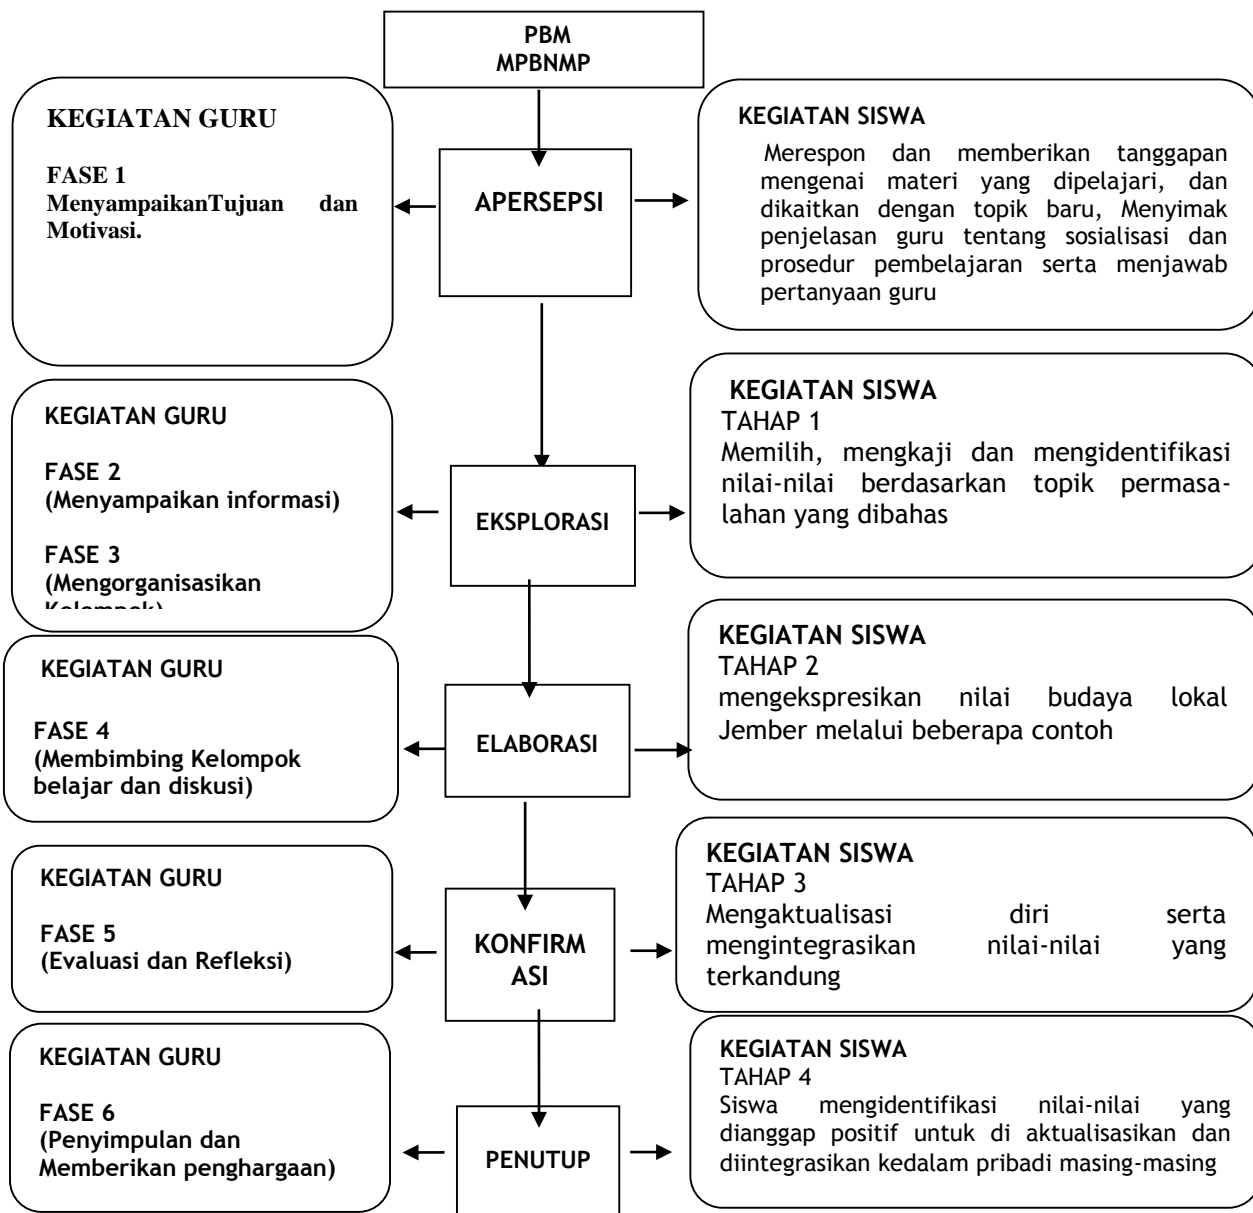 PBM
MPBNMP
KEGIATAN GURU
FASE 1
MenyampaikanTujuan dan
Motivasi.
APERSEPSI
KEGIATAN SISWA
Merespon dan memberikan tanggapan
mengenai materi yang dipelajari, dan
dikaitkan dengan topik baru, Menyimak
penjelasan guru tentang sosialisasi dan
prosedur pembelajaran serta menjawab
pertanyaan guru
KEGIATAN GURU
FASE 2
(Menyampaikan informasi)
FASE 3
(Mengorganisasikan
EKSPLORASI
KEGIATAN SISWA
TAHAP 1
Memilih, mengkaji dan mengidentifikasi
nilai-nilai berdasarkan topik permasa-
lahan yang dibahas
KEGIATAN GURU
FASE 4
(Membimbing Kelompok
belajar dan diskusi)
ELABORASI
KEGIATAN SISWA
TAHAP 2
mengekspresikan nilai budaya lokal
Jember melalui beberapa contoh
KEGIATAN GURU
FASE 5
(Evaluasi dan Refleksi)
KONFIRM
ASI
KEGIATAN SISWA
TAHAP 3
Mengaktualisasi diri serta
mengintegrasikan nilai-nilai yang
terkandung
KEGIATAN GURU
FASE 6
(Penyimpulan dan
Memberikan penghargaan)
PENUTUP
KEGIATAN SISWA
TAHAP 4
Siswa mengidentifikasi nilai-nilai yang
dianggap positif untuk di aktualisasikan dan
diintegrasikan kedalam pribadi masing-masing